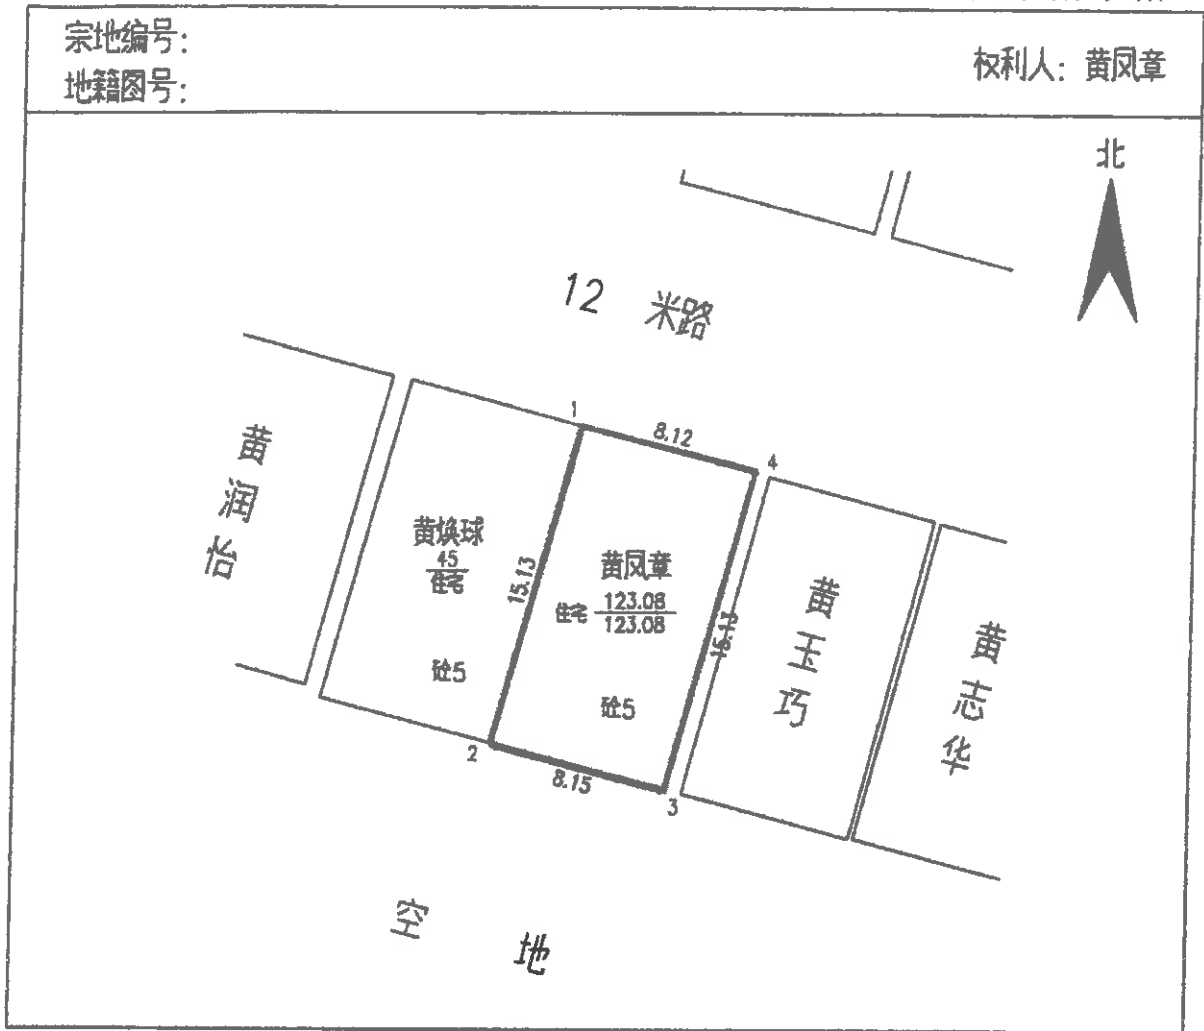 宗地编号:
地籍图号:
权利人: 黄凤章
北
12 米路
1
8.12
4
黄润
黄焕球
45
住宅
砼5
15.13
黄凤章
住宅 123.08
123.08
砼5
15.13
黄玉巧
黄志华
2
8.15
3
空地